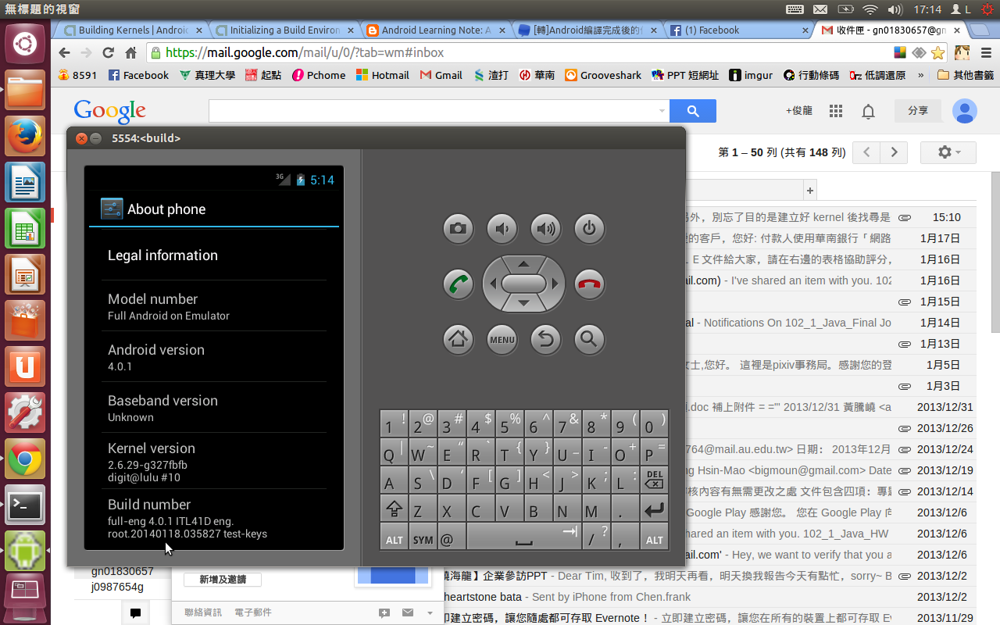 無標題的視窗
17:14
L
Building Kernels | Android
Initializing a Build Environ
Android Learning Note: A
[轉]Android編譯完成後的
(1) Facebook
收件匣 - gn01830657@gn
https://mail.google.com/mail/u/0/?tab=wm#inbox
8591
Facebook
真理大學
起點
Pchome
Hotmail
Gmail
渣打
華南
Grooveshark
PPT 短網址
imgur
行動條碼
低調還原
»
其他書籤
Google
+俊龍
分享
5554:<build>
第 1 – 50 列 (共有 148 列)
3G
5:14
About phone
Legal information
Model number
Full Android on Emulator
Android version
4.0.1
Baseband version
Unknown
Kernel version
2.6.29-g327fbfb
digit@lulu #10
Build number
full-eng 4.0.1 ITL41D eng.
root.20140118.035827 test-keys
MENU
1 ! 2 @ 3 # 4 $ 5 % 6 ^ 7 & 8 * 9 ( 0 )
Q | W ~ E “ R ` T { Y } U _ I - O + P =
A S \ D ‘ F [ G ] H < J > K ; L : DEL
Z X C V B N M .
ALT SYM @ / ? , ALT
+
另外，別忘了目的是建立好 kernel 後找尋是
15:10
的客戶，您好: 付款人使用華南銀行「網路
1月17日
L E 文件給大家，請在右邊的表格協助評分，
1月16日
ail.com) - I've shared an item with you. 102
1月16日
1月15日
al - Notifications On 102_1_Java_Final Jo
1月14日
1月13日
女士,您好。 這裡是pixiv事務局。感謝您的登
1月5日
1月3日
.doc 補上附件 = ="' 2013/12/31 黃騰嶢 <a
2013/12/31
2013/12/26
764@mail.au.edu.tw> 日期: 2013年12月
2013/12/24
ng Hsin-Mao <bigmoun@gmail.com> Date
2013/12/19
核內容有無需更改之處 文件包含四項: 專題
2013/12/14
Google Play 感謝您。 您在 Google Play 向
2013/12/6
shared an item with you. 102_1_Java_HW
2013/12/6
ail.com' - Hey, we want to verify that you a
2013/12/6
gn01830657
j0987654g
新增及邀請
聯絡資訊
電子郵件
曉海龍】企業參訪PPT - Dear Tim, 收到了，我明天再看，明天換我報告今天有點忙，sorry~ B
2013/12/2
heartstone bata - Sent by iPhone from Chen.frank
2013/12/2
即建立密碼，讓您隨處都可存取 Evernote！ - 立即建立密碼，讓您在所有的裝置上都可存取 Ev
2013/11/29